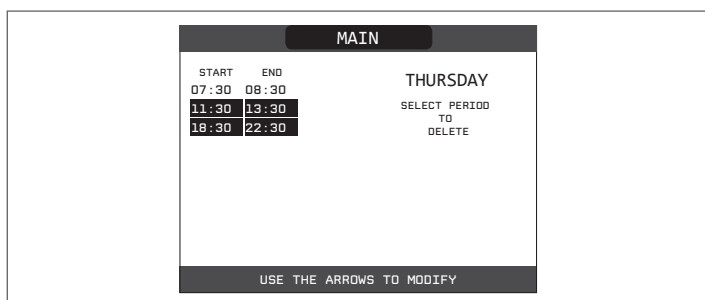 MAIN
START END
07:30 08:30
11:30 13:30
18:30 22:30
THURSDAY
SELECT PERIOD
TO
DELETE
USE THE ARROWS TO MODIFY